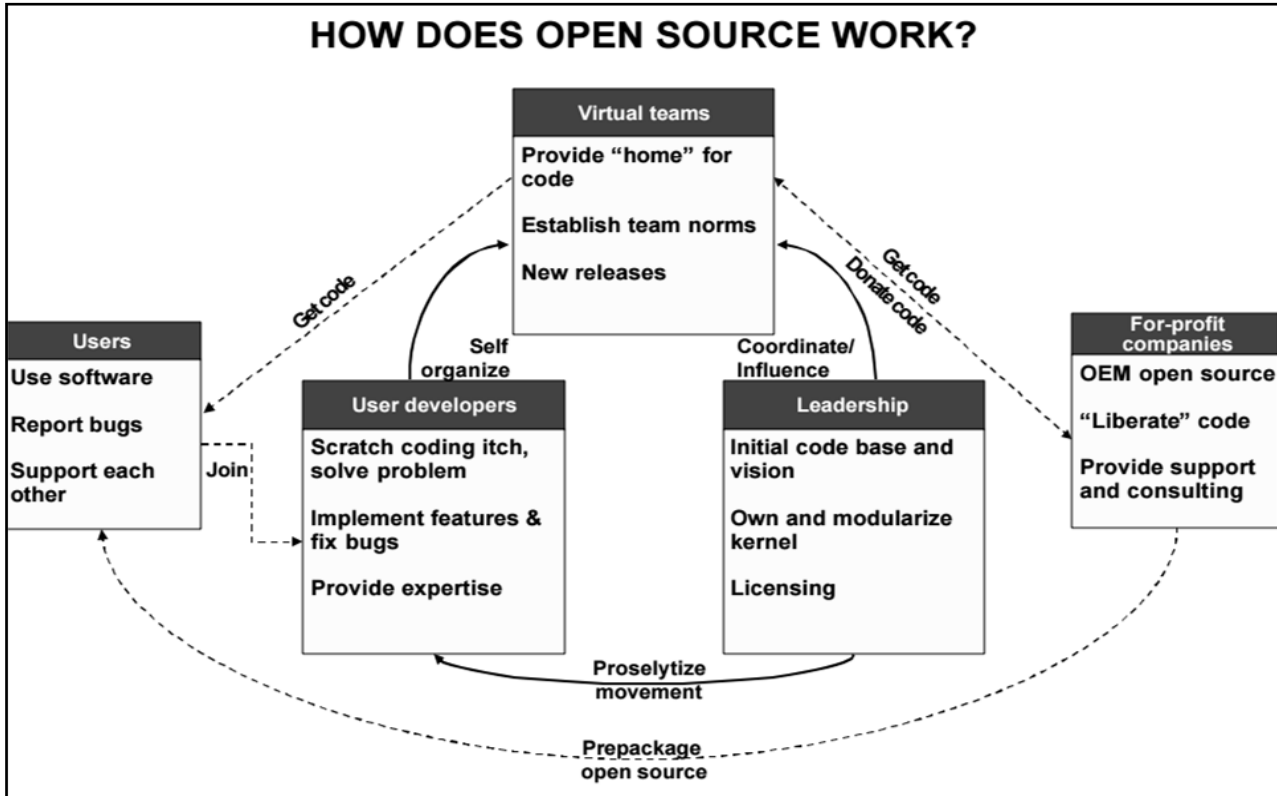 HOW DOES OPEN SOURCE WORK?
Virtual teams
Provide “home” for
code
Establish team norms
New releases
Get code
Get code
Donate code
Users
Use software
Report bugs
Support each
other
Join
Self
organize
User developers
Scratch coding itch,
solve problem
Implement features &
fix bugs
Provide expertise
Coordinate/
Influence
Leadership
Initial code base and
vision
Own and modularize
kernel
Licensing
For-profit
companies
OEM open source
“Liberate” code
Provide support
and consulting
Proselytize
movement
Prepackage
open source